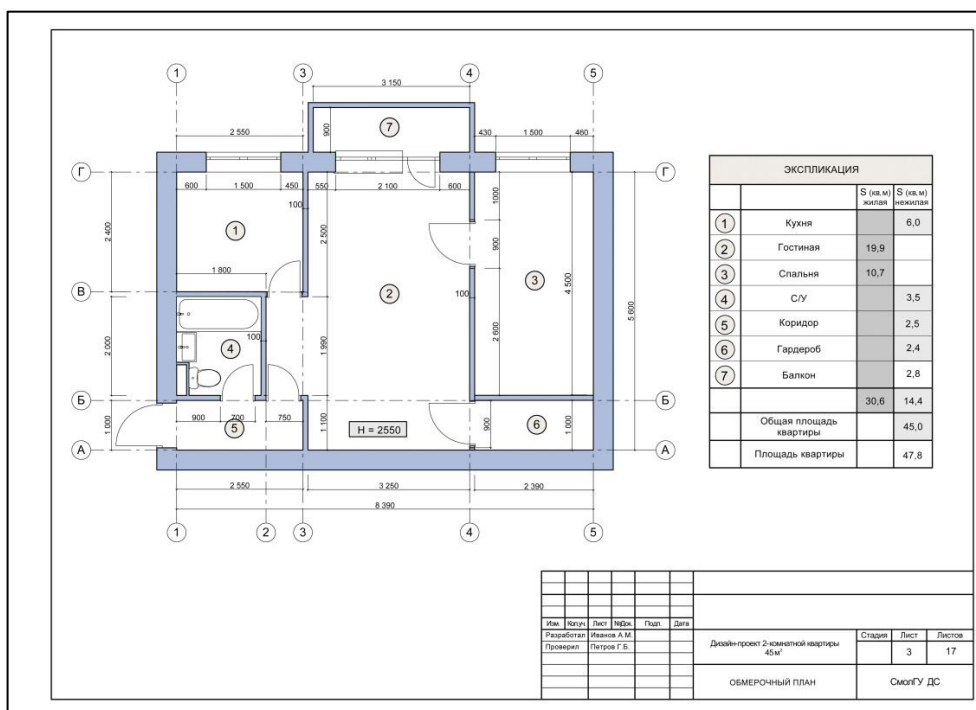 1 3 4 5
3 150
2 550
430 1 500 460
900
7
Г Г
600 1 500 450 550 2 100 600
100
1000
2 400
1
2 500
900
1 800
2
3
4 500
5 600
В
100
2 000
4
100
1 990
2 600
Б Б
900 700 750
1 000
5
1 100
H = 2550
900
6
1 000
А А
2 550 3 250 2 390
8 390
1 2 3 4 5
ЭКСПЛИКАЦИЯ
S (кв.м) жилая
S (кв.м) нежилая
1 Кухня 6,0
2 Гостиная 19,9
3 Спальня 10,7
4 С/У 3,5
5 Коридор 2,5
6 Гардероб 2,4
7 Балкон 2,8
30,6 14,4
Общая площадь
квартиры 45,0
Площадь квартиры 47,8
Изм. Кол.уч. Лист №Док. Подп. Дата
Разработал Иванов А.М.
Проверил Петров Г.Б.
Дизайн-проект 2-комнатной квартиры
45м²
Стадия Лист Листов
3 17
ОБМЕРОЧНЫЙ ПЛАН
СмолГУ ДС